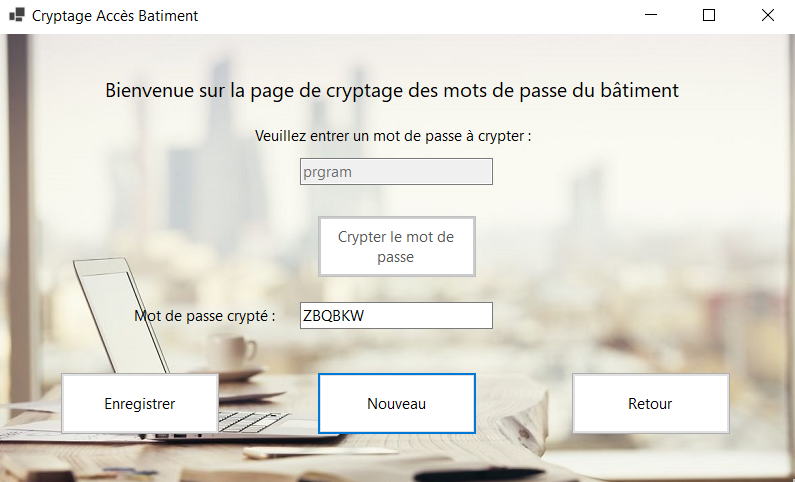 Cryptage Accès Batiment
Bienvenue sur la page de cryptage des mots de passe du bâtiment
Veuillez entrer un mot de passe à crypter :
prgram
Crypter le mot de
passe
Mot de passe crypté :
ZBQBKW
Enregistrer
Nouveau
Retour